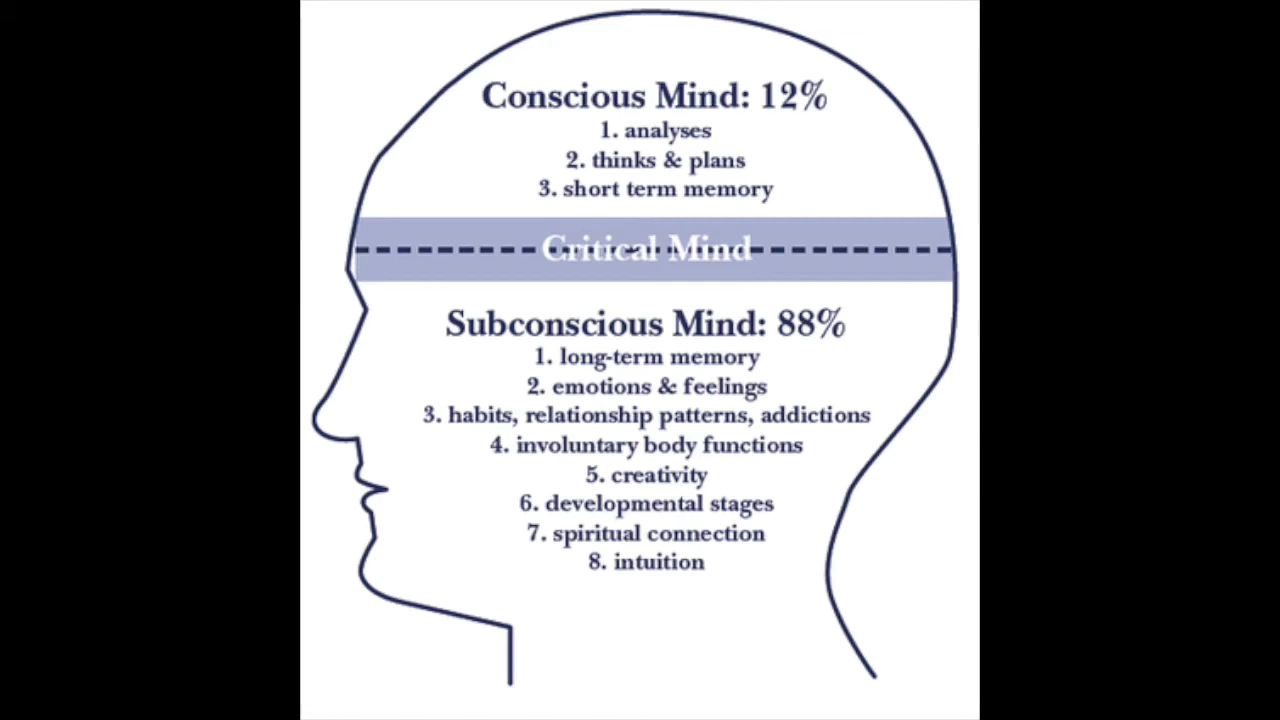 Conscious Mind: 12%
1. analyses
2. thinks & plans
3. short term memory
Critical Mind
Subconscious Mind: 88%
1. long-term memory
2. emotions & feelings
3. habits, relationship patterns, addictions
4. involuntary body functions
5. creativity
6. developmental stages
7. spiritual connection
8. intuition